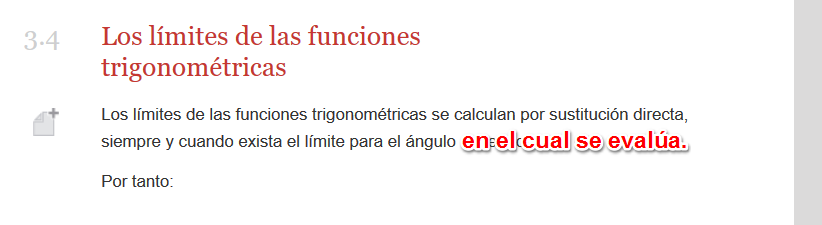 3.4
Los límites de las funciones
trigonométricas
Los límites de las funciones trigonométricas se calculan por sustitución directa,
siempre y cuando exista el límite para el ángulo en el cual se evalúa.
Por tanto: